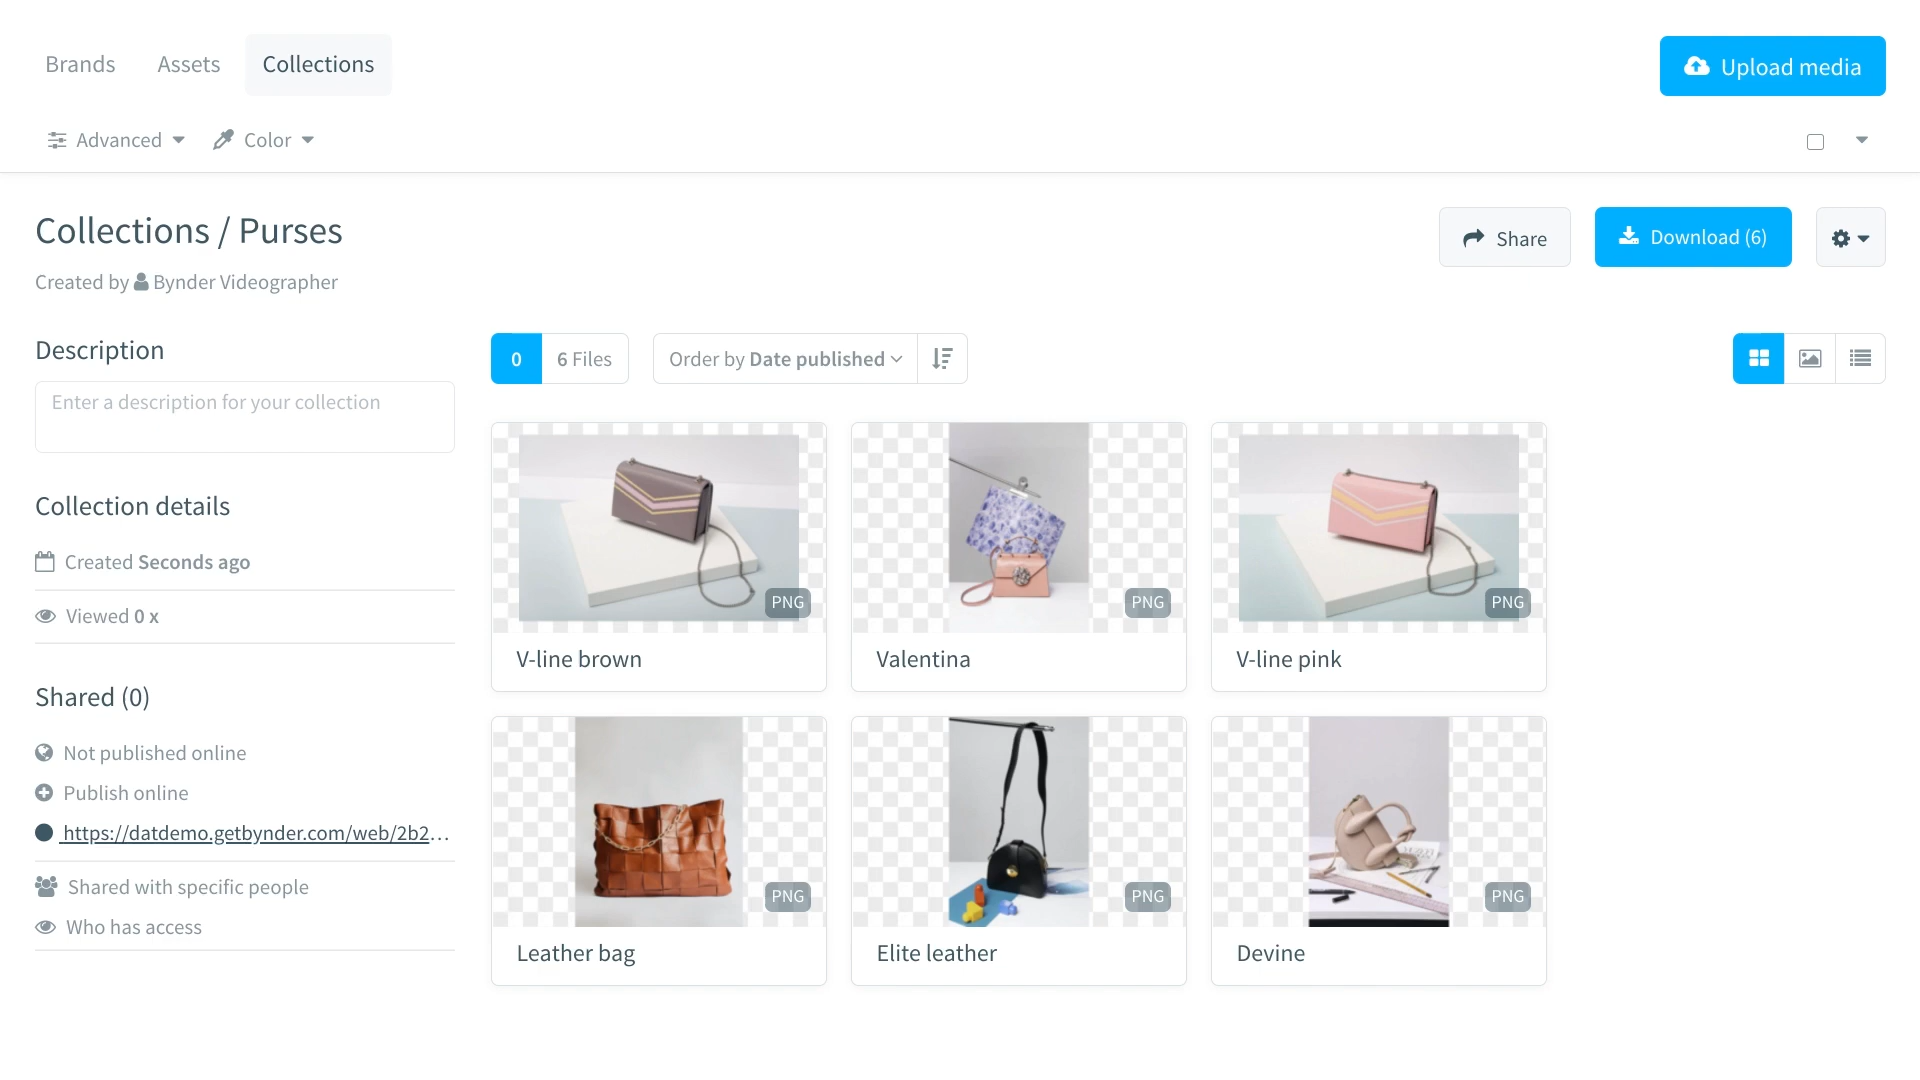 Brands Assets Collections
Upload media
Advanced Color
Collections / Purses
Share Download (6)
Created by Bynder Videographer
Description
Enter a description for your collection
0 6 Files Order by Date published
Collection details
Created Seconds ago
Viewed 0 x
Shared (0)
Not published online
Publish online
https://datdemo.getbynder.com/web/2b2...
Shared with specific people
Who has access
PNG PNG PNG
V-line brown Valentina V-line pink
PNG PNG PNG
Leather bag Elite leather Devine